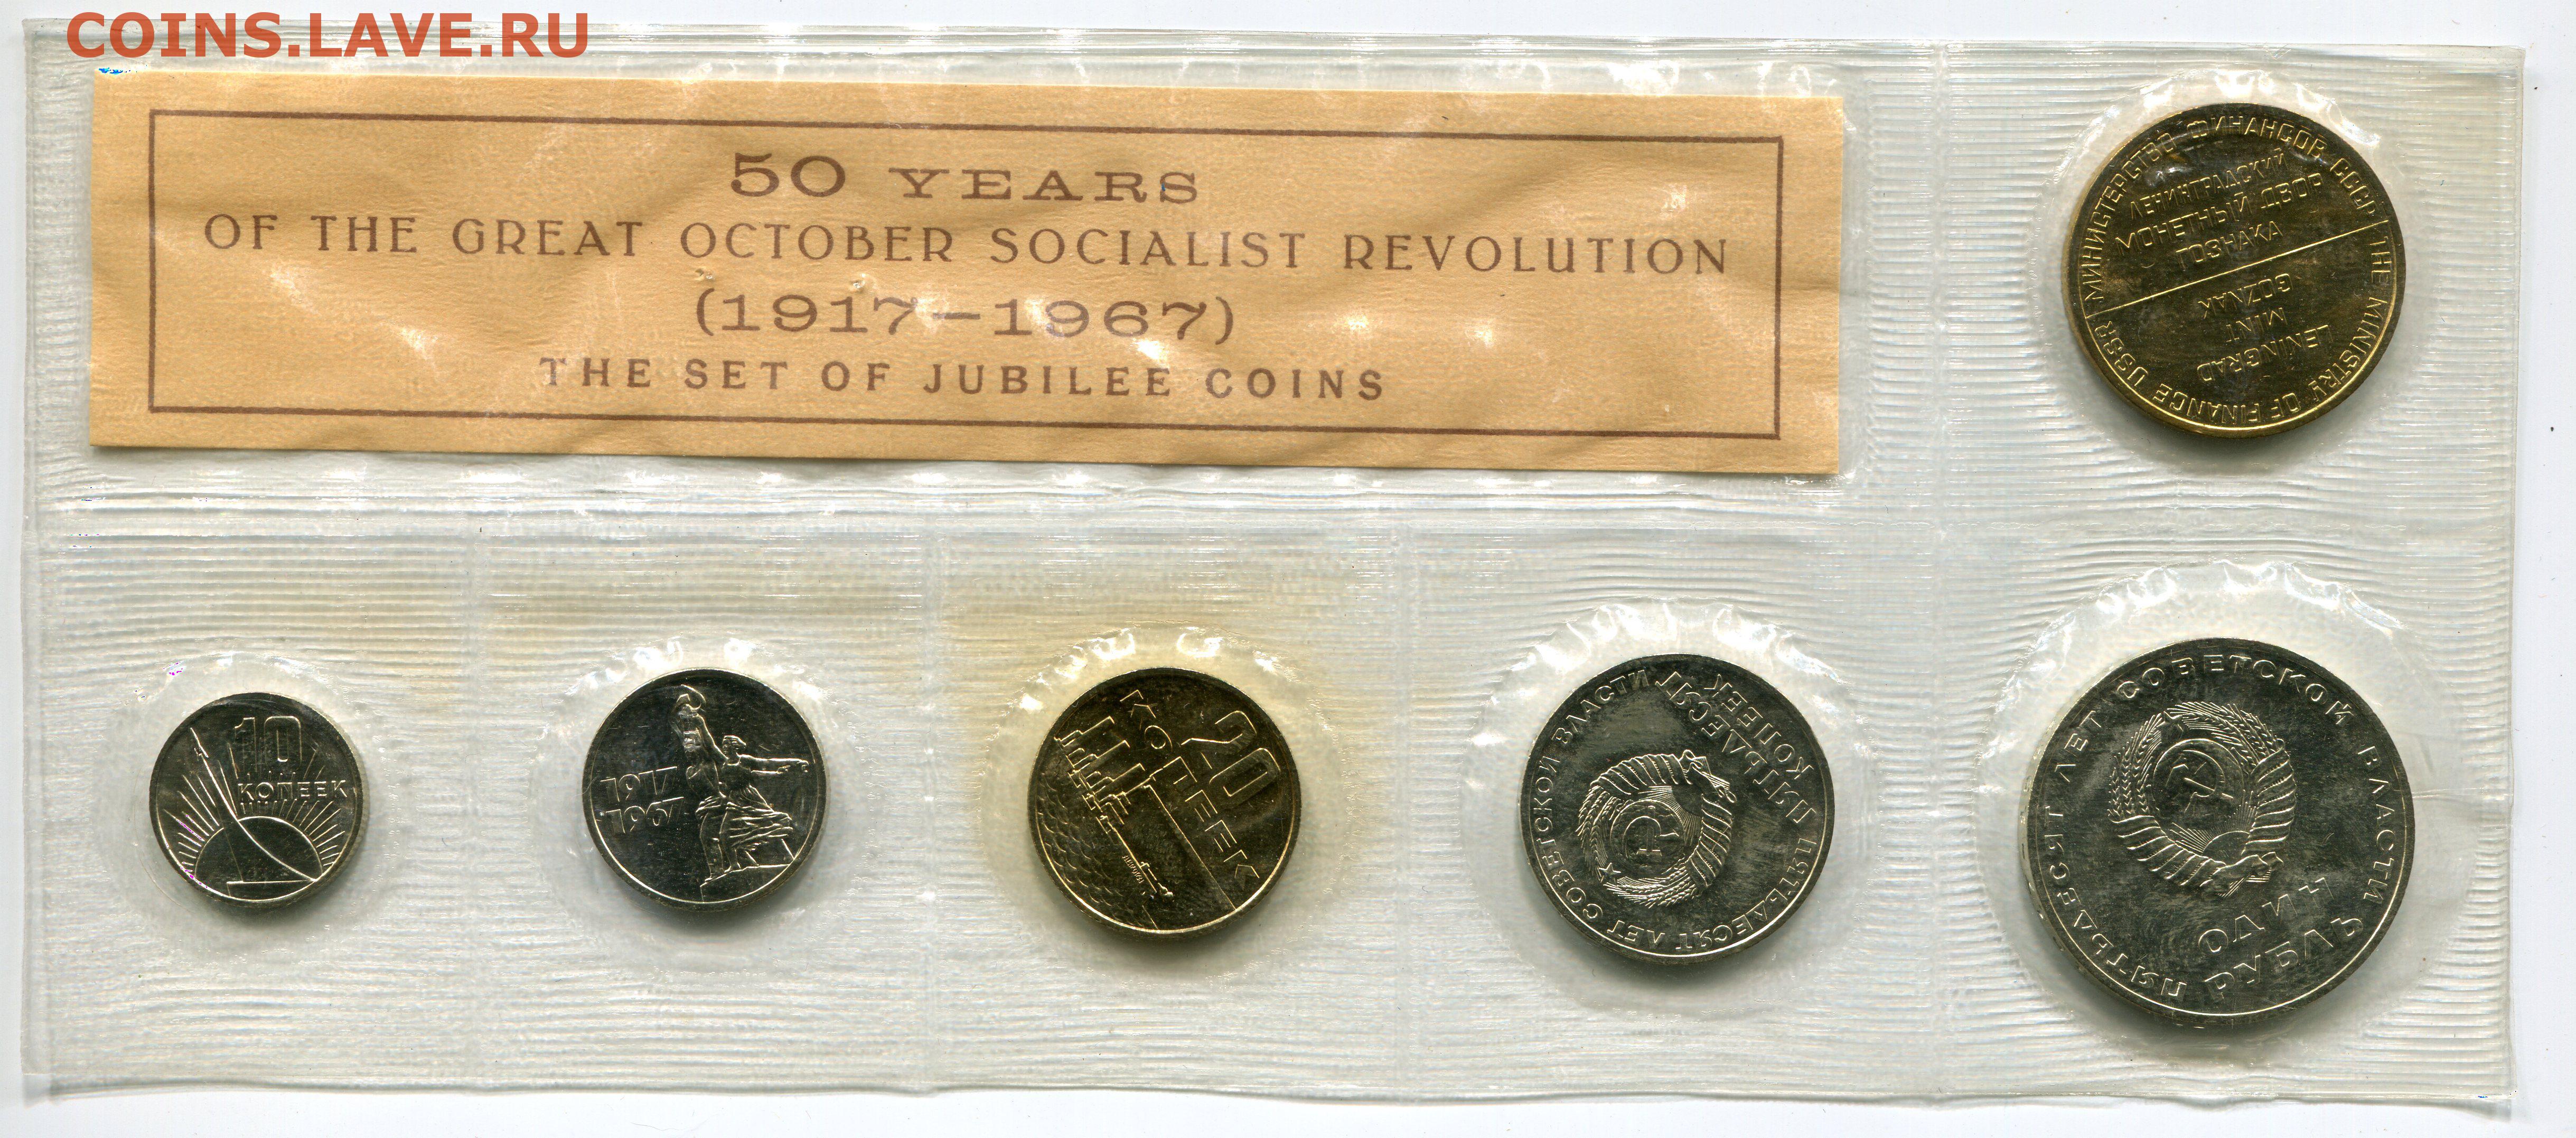 COINS.LAVE.RU
50 YEARS
OF THE GREAT OCTOBER SOCIALIST REVOLUTION
(1917–1967)
THE SET OF JUBILEE COINS
МИНИСТЕРСТВО ФИНАНСОВ СССР
ЛЕНИНГРАДСКИЙ
МОНЕТНЫЙ ДВОР
ГОЗНАКА
THE MINISTRY OF FINANCE USSR
LENINGRAD
MINT
GOZNAK
10
КОПЕЕК
1917
1967
20
КОПЕЕК
АВРОРА
ПЯТЬДЕСЯТ ЛЕТ СОВЕТСКОЙ ВЛАСТИ
ПЯТЬДЕСЯТ
КОПЕЕК
ПЯТЬДЕСЯТ ЛЕТ СОВЕТСКОЙ ВЛАСТИ
ОДИН
РУБЛЬ